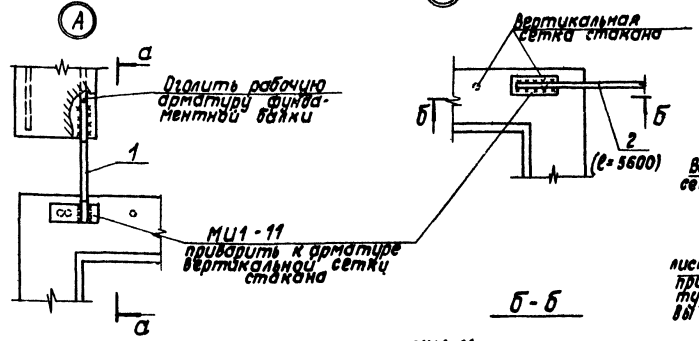 А
а
Оголить рабочую
арматуру фунда-
ментной балки
1
МИ1-11
приварить к арматуре
вертикальной сетки
стакана
а
Вертикальная
сетка стакана
Б
Б
2
(ℓ=5600)
Б-Б